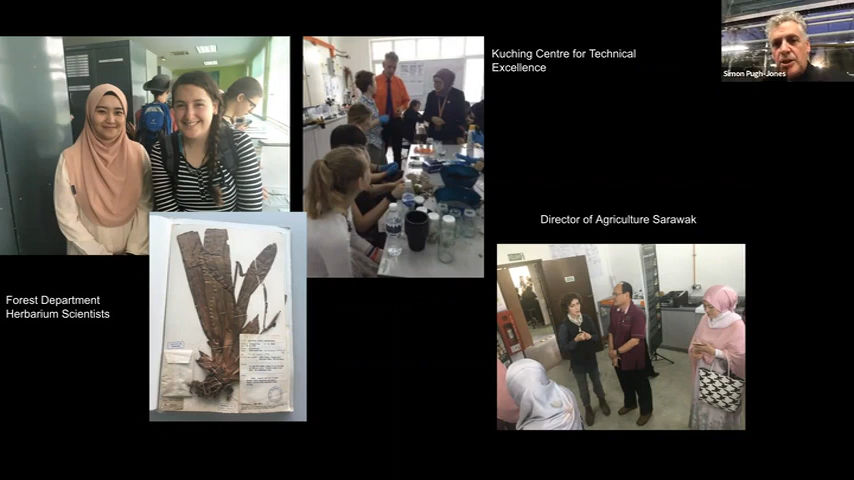 Kuching Centre for Technical
Excellence
Simon Pugh-Jones
Director of Agriculture Sarawak
Forest Department
Herbarium Scientists